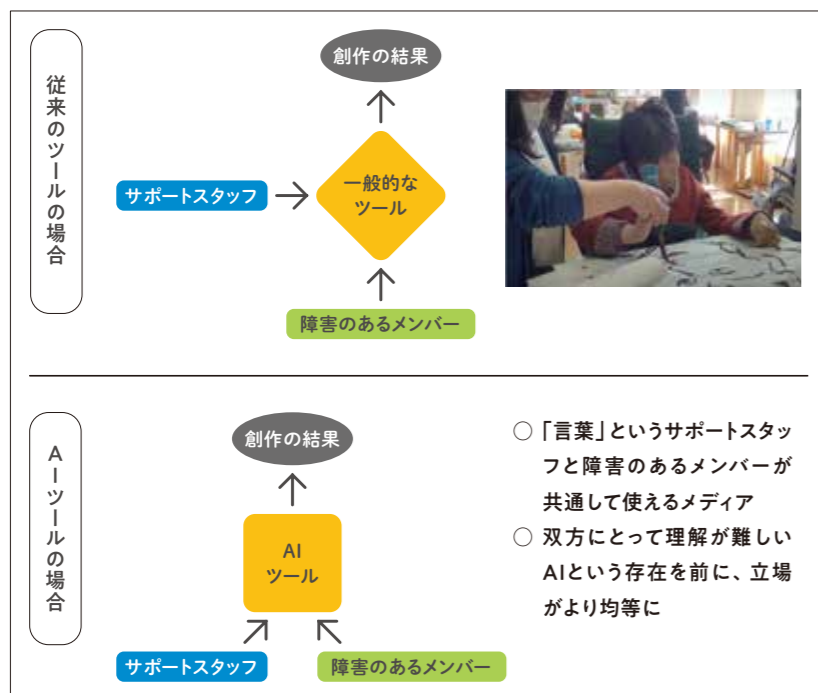 従来のツールの場合
創作の結果
一般的な
ツール
サポートスタッフ
障害のあるメンバー
AIツールの場合
創作の結果
AI
ツール
サポートスタッフ
障害のあるメンバー
○「言葉」というサポートスタッ
フと障害のあるメンバーが
共通して使えるメディア
○ 双方にとって理解が難しい
AIという存在を前に、立場
がより均等に